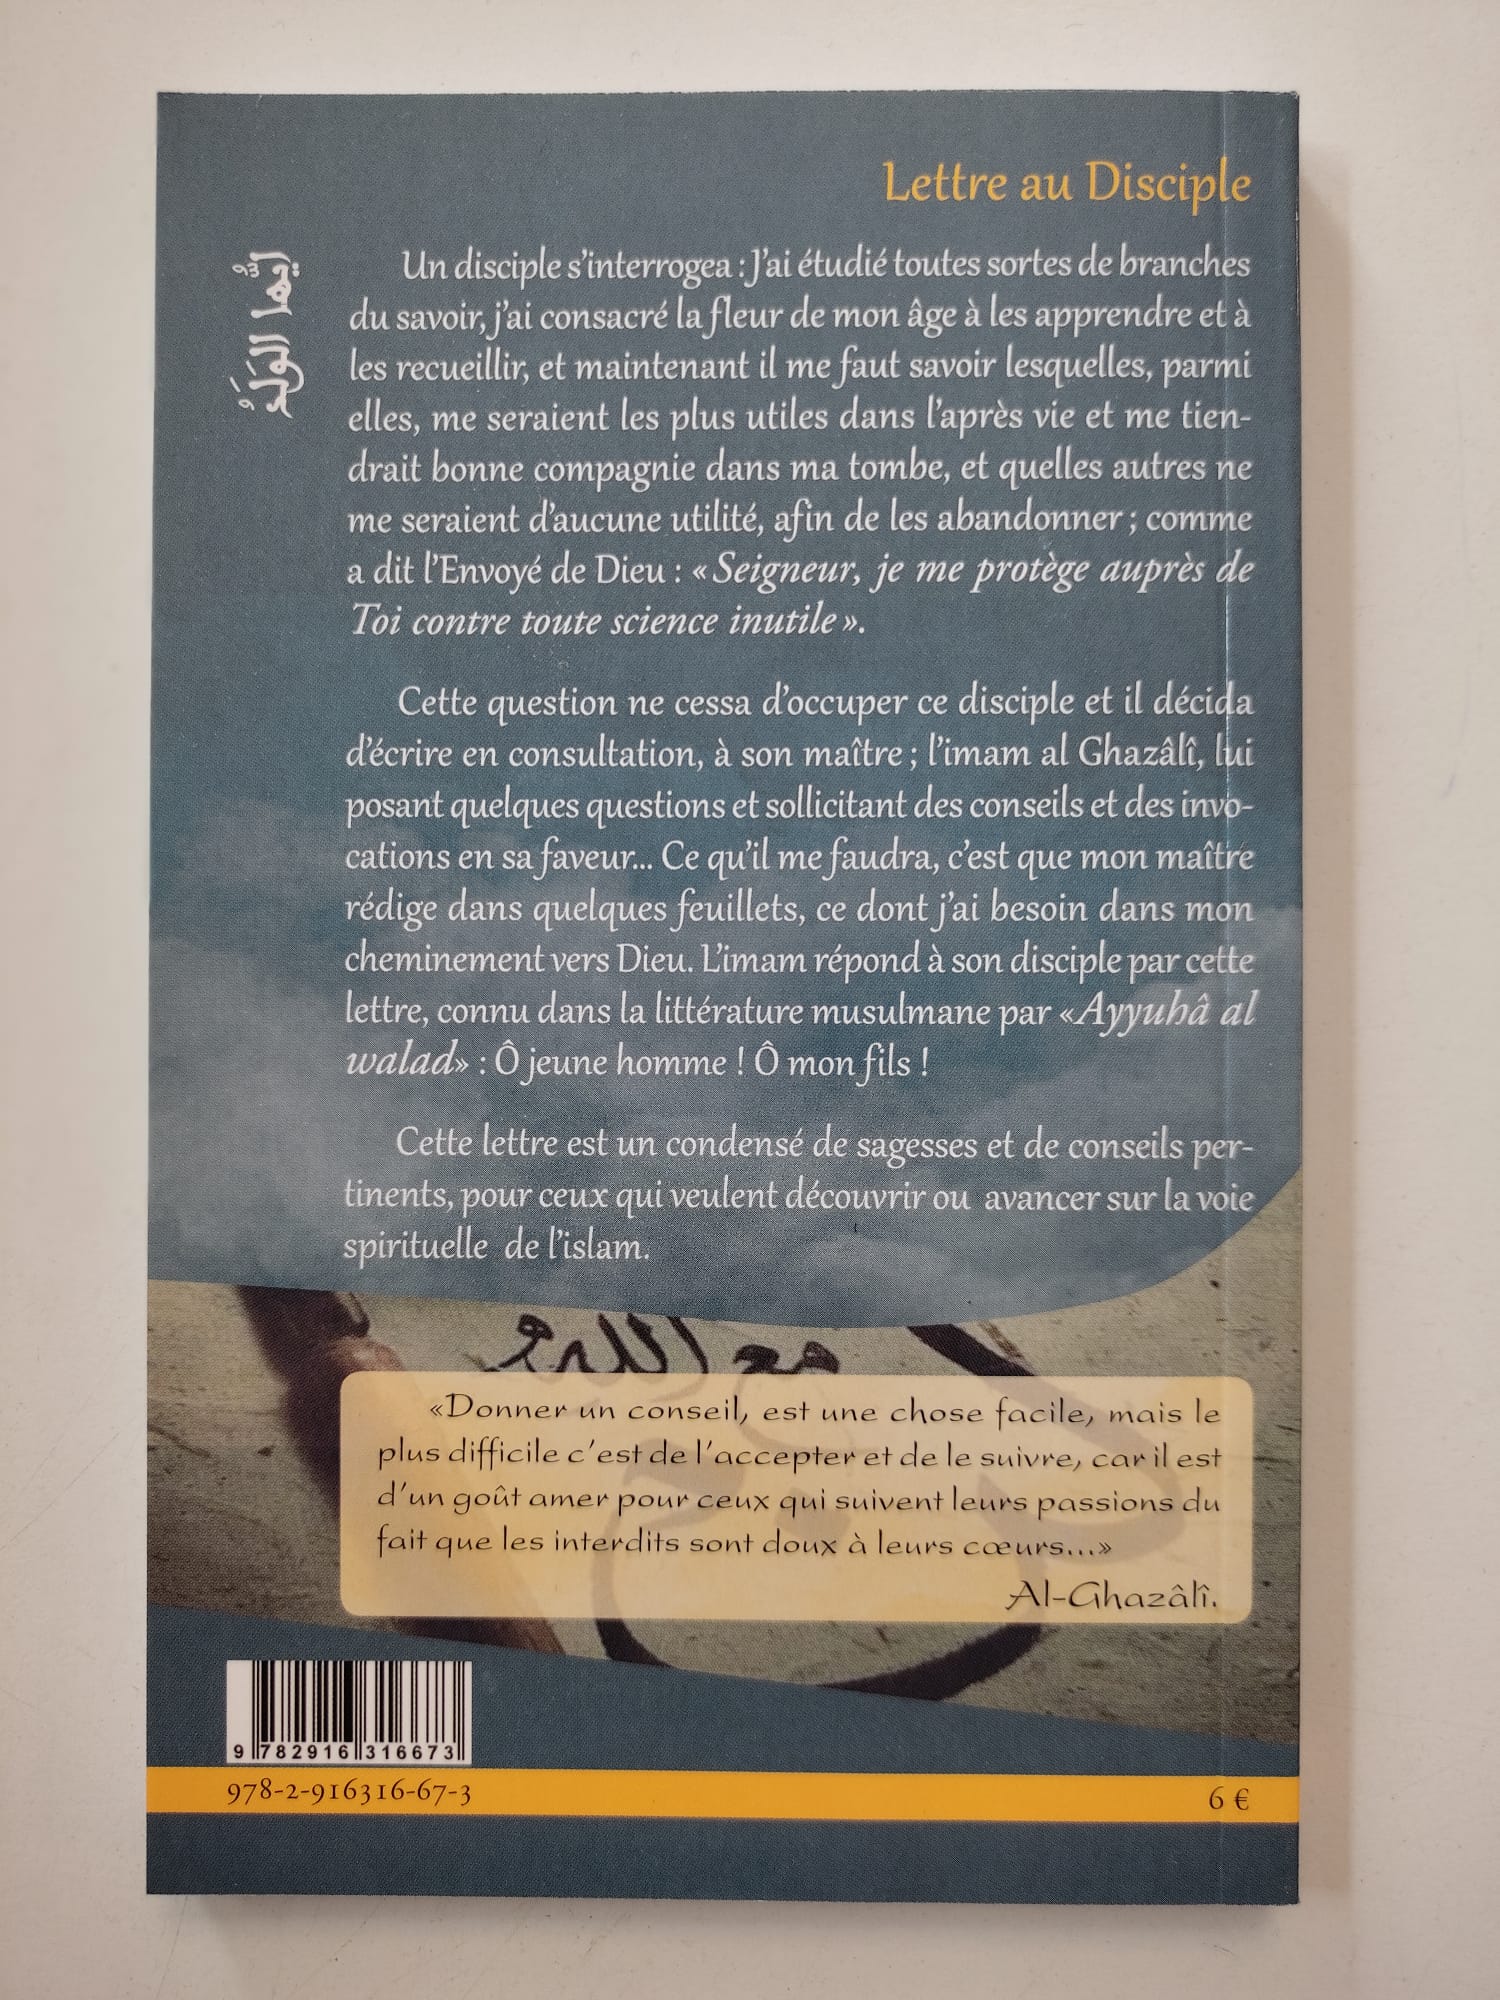 Lettre au Disciple
أيّها الولدُ
Un disciple s'interrogea : J'ai étudié toutes sortes de branches
du savoir, j'ai consacré la fleur de mon âge à les apprendre et à
les recueillir, et maintenant il me faut savoir lesquelles, parmi
elles, me seraient les plus utiles dans l'après vie et me tien-
drait bonne compagnie dans ma tombe, et quelles autres ne
me seraient d'aucune utilité, afin de les abandonner ; comme
a dit l'Envoyé de Dieu : « Seigneur, je me protège auprès de
Toi contre toute science inutile ».
Cette question ne cessa d'occuper ce disciple et il décida
d'écrire en consultation, à son maître ; l'imam al Ghazâlî, lui
posant quelques questions et sollicitant des conseils et des invo-
cations en sa faveur... Ce qu'il me faudra, c'est que mon maître
rédige dans quelques feuillets, ce dont j'ai besoin dans mon
cheminement vers Dieu. L'imam répond à son disciple par cette
lettre, connu dans la littérature musulmane par «Ayyuhâ al
walad» : Ô jeune homme ! Ô mon fils !
Cette lettre est un condensé de sagesses et de conseils per-
tinents, pour ceux qui veulent découvrir ou avancer sur la voie
spirituelle de l'islam.
«Donner un conseil, est une chose facile, mais le
plus difficile c'est de l'accepter et de le suivre, car il est
d'un goût amer pour ceux qui suivent leurs passions du
fait que les interdits sont doux à leurs cœurs...»
Al-Ghazâlî.
9 782916 316673
978-2-916316-67-3
6 €